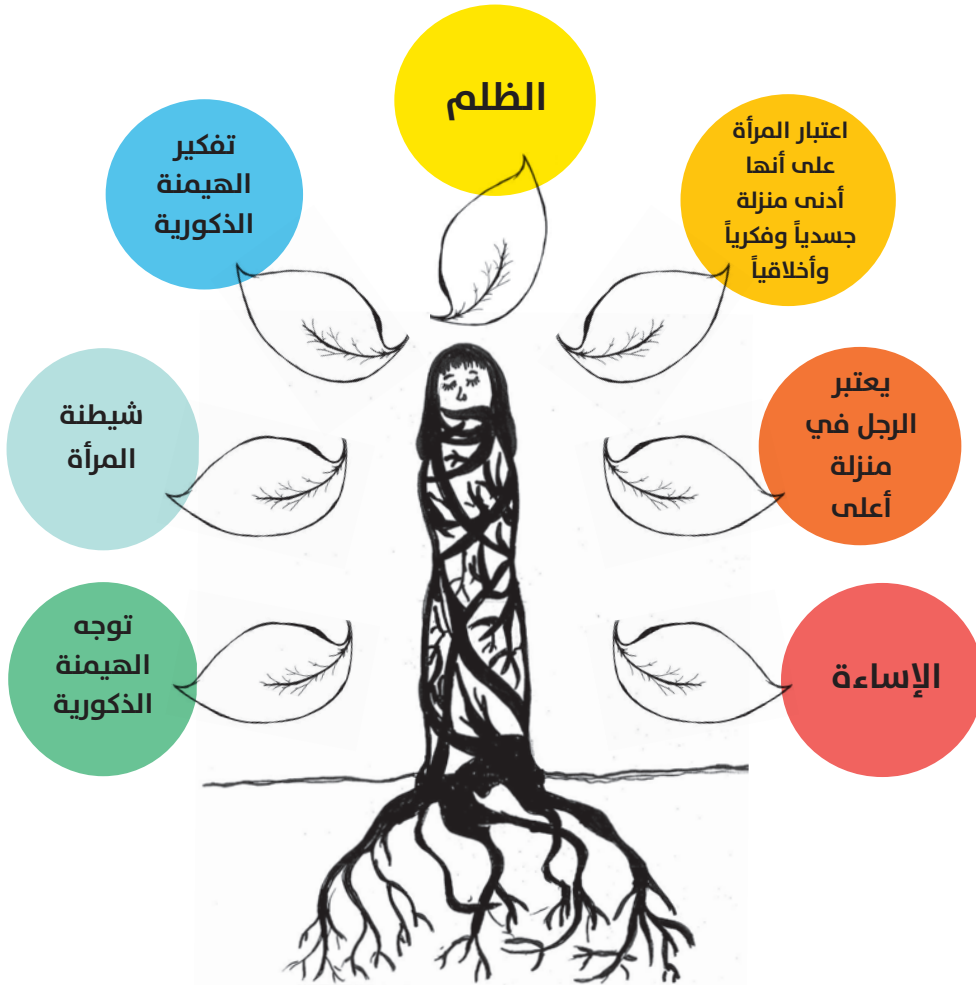 الظلم
اعتبار المرأة
على أنها
أدنى منزلة
جسدياً وفكرياً
وأخلاقياً
تفكير
الهيمنة
الذكورية
يعتبر
الرجل في
منزلة
أعلى
شيطنة
المرأة
الإساءة
توجه
الهيمنة
الذكورية